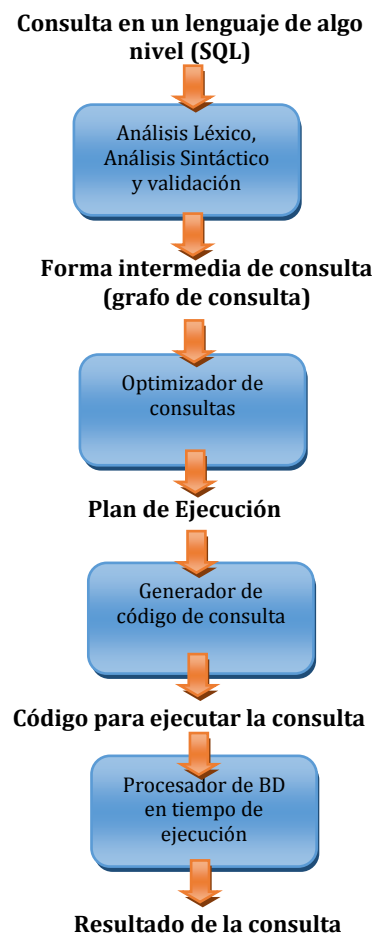 Consulta en un lenguaje de algo
nivel (SQL)
Análisis Léxico,
Análisis Sintáctico
y validación
Forma intermedia de consulta
(grafo de consulta)
Optimizador de
consultas
Plan de Ejecución
Generador de
código de consulta
Código para ejecutar la consulta
Procesador de BD
en tiempo de
ejecución
Resultado de la consulta